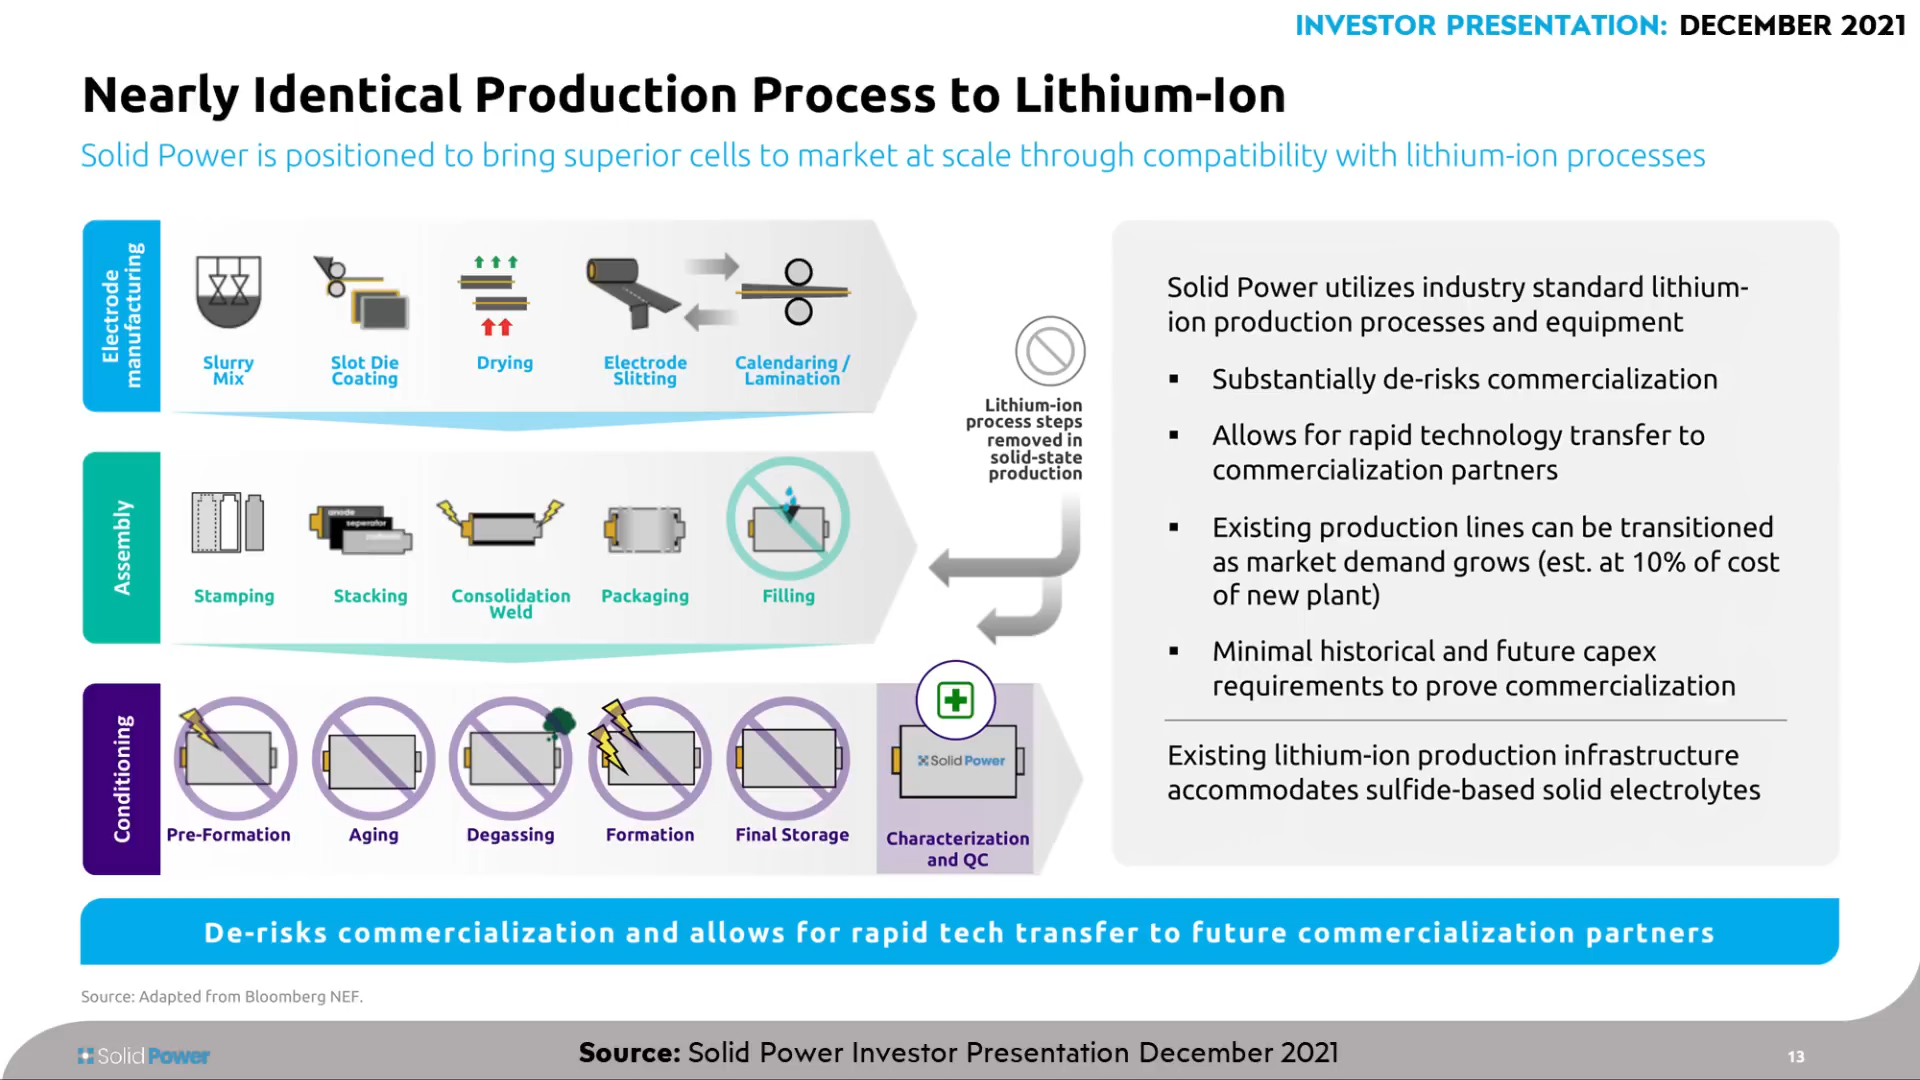 INVESTOR PRESENTATION: DECEMBER 2021
Nearly Identical Production Process to Lithium-Ion
Solid Power is positioned to bring superior cells to market at scale through compatibility with lithium-ion processes
Electrode
manufacturing
Slurry
Mix
Slot Die
Coating
Drying
Electrode
Slitting
Calendaring /
Lamination
Lithium-ion
process steps
removed in
solid-state
production
Assembly
anode
seperator
Stamping
Stacking
Consolidation
Weld
Packaging
Filling
Conditioning
Pre-Formation
Aging
Degassing
Formation
Final Storage
Solid Power
Characterization
and QC
Solid Power utilizes industry standard lithium-
ion production processes and equipment
▪ Substantially de-risks commercialization
▪ Allows for rapid technology transfer to
commercialization partners
▪ Existing production lines can be transitioned
as market demand grows (est. at 10% of cost
of new plant)
▪ Minimal historical and future capex
requirements to prove commercialization
Existing lithium-ion production infrastructure
accommodates sulfide-based solid electrolytes
De-risks commercialization and allows for rapid tech transfer to future commercialization partners
Source: Adapted from Bloomberg NEF.
Solid Power
Source: Solid Power Investor Presentation December 2021
13